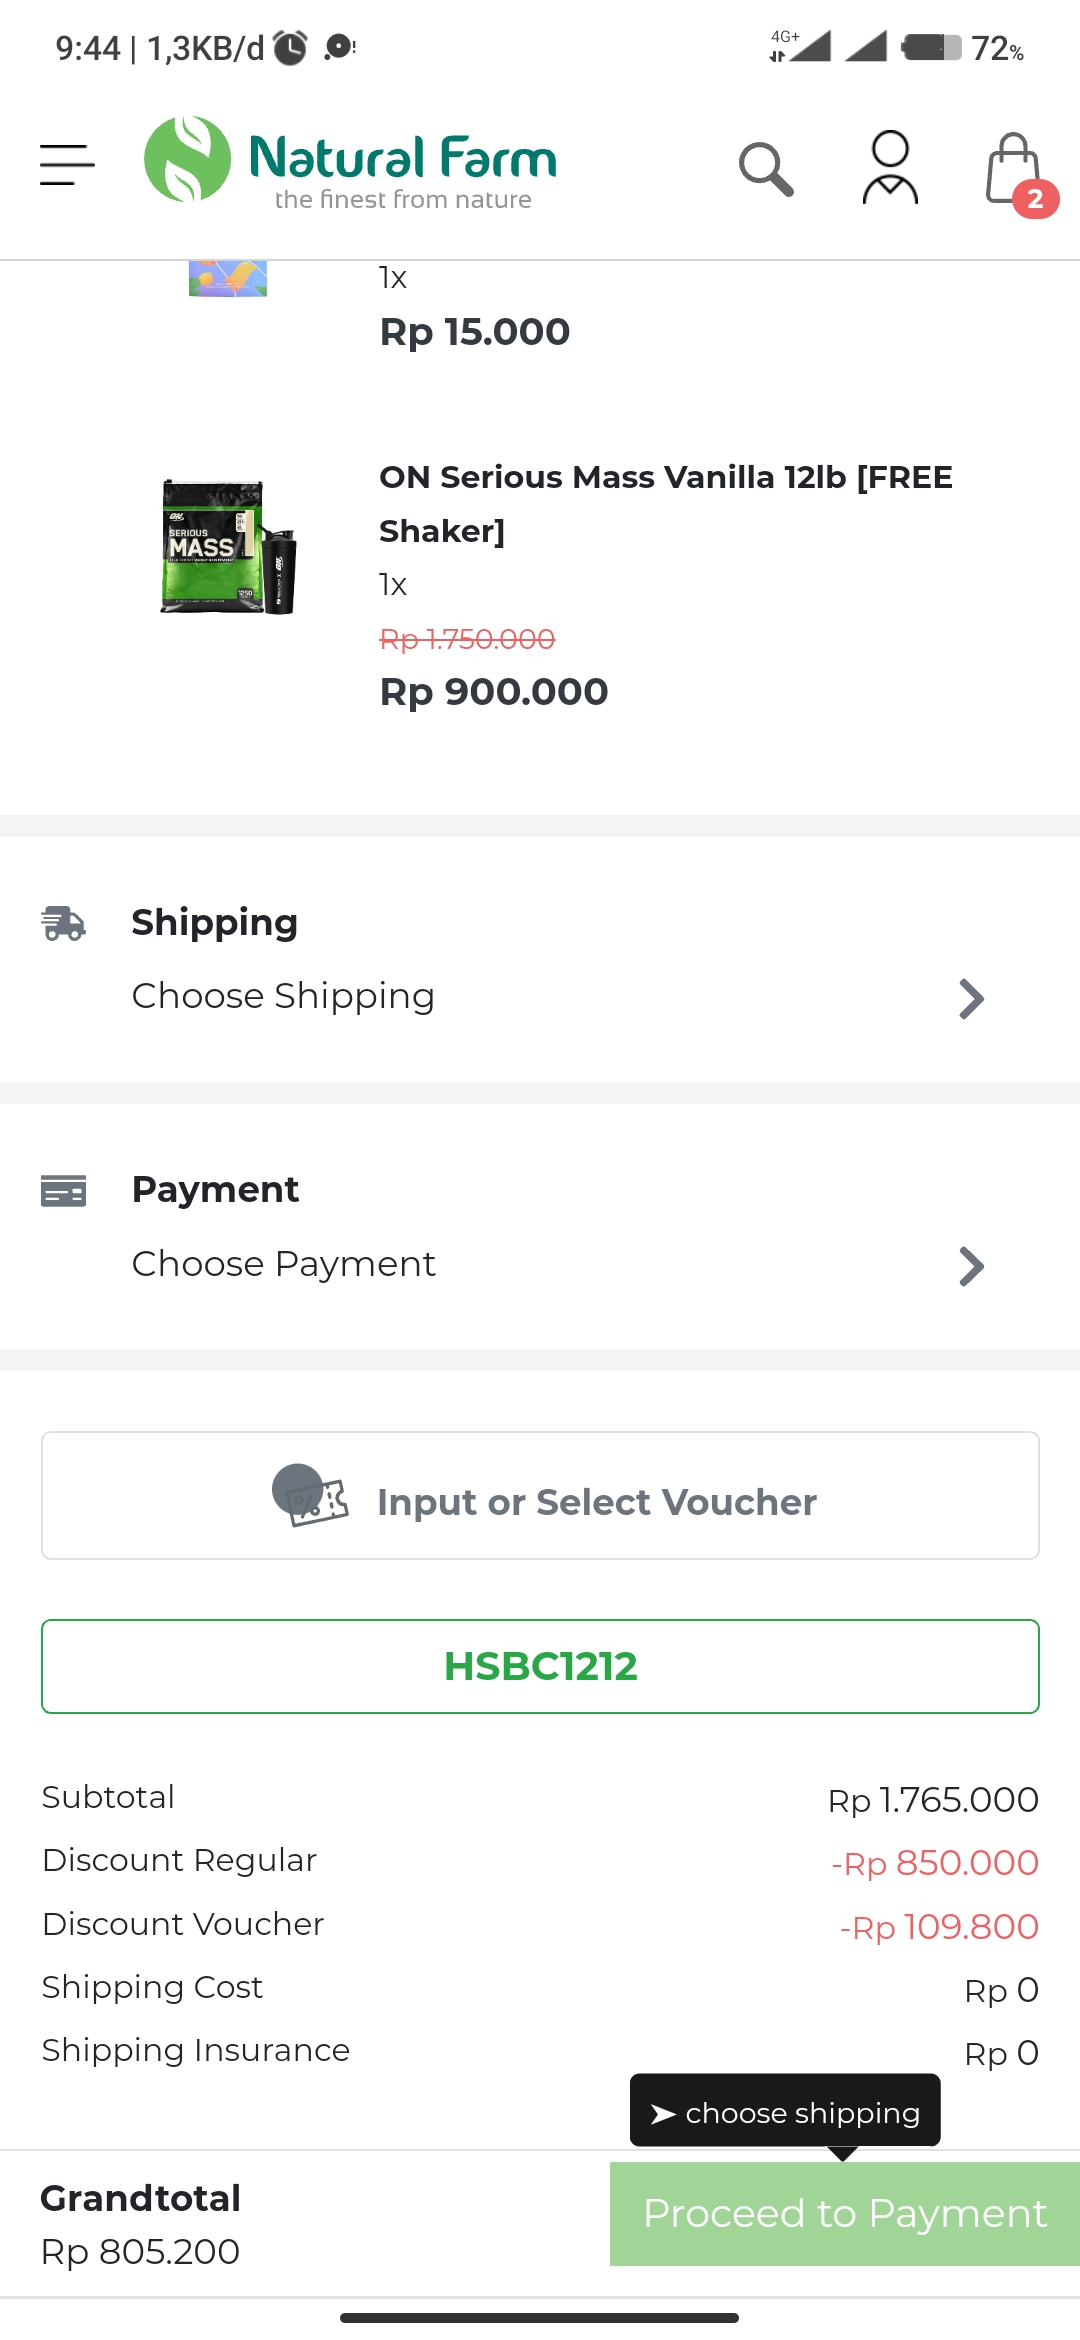 9:44 | 1,3KB/d
4G+
72%
Natural Farm
the finest from nature
2
1x
Rp 15.000
ON Serious Mass Vanilla 12lb [FREE
Shaker]
SERIOUS
MASS
1250
1x
Rp 1.750.000
Rp 900.000
Shipping
Choose Shipping
Payment
Choose Payment
Input or Select Voucher
HSBC1212
Subtotal Rp 1.765.000
Discount Regular -Rp 850.000
Discount Voucher -Rp 109.800
Shipping Cost Rp 0
Shipping Insurance Rp 0
➤ choose shipping
Grandtotal
Rp 805.200
Proceed to Payment